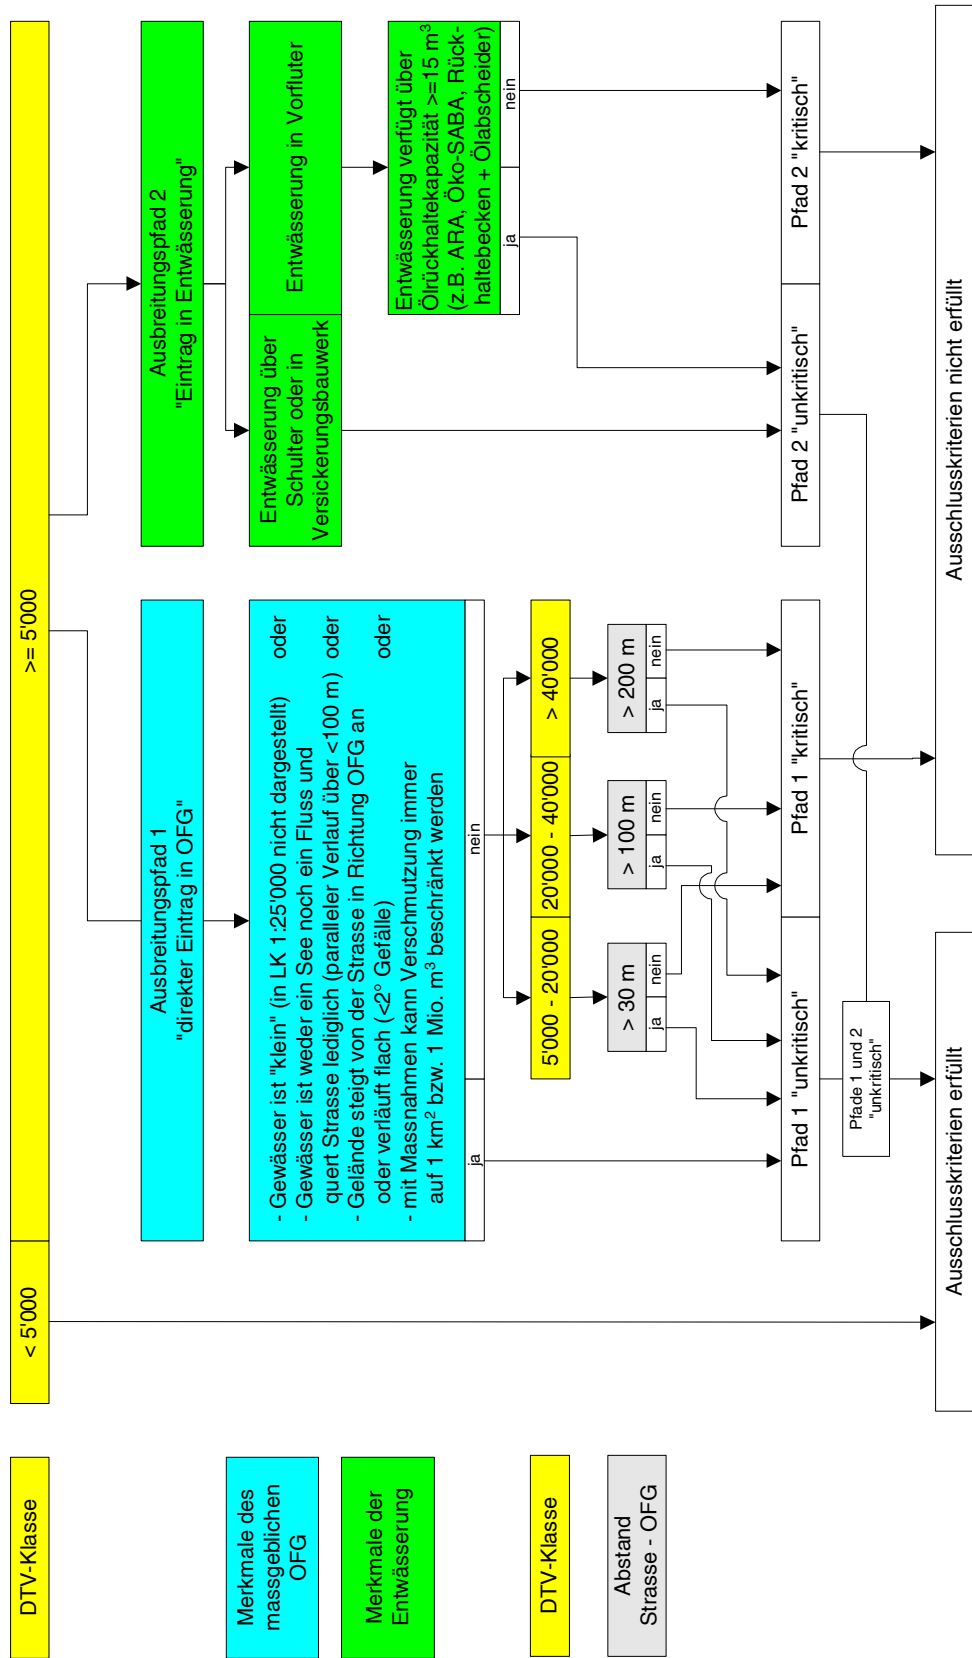 DTV-Klasse
< 5'000
>= 5'000
Merkmale des
massgeblichen
OFG
Merkmale der
Entwässerung
DTV-Klasse
Abstand
Strasse - OFG
Ausbreitungspfad 1
"direkter Eintrag in OFG"
- Gewässer ist "klein" (in LK 1:25'000 nicht dargestellt) oder
- Gewässer ist weder ein See noch ein Fluss und
quert Strasse lediglich (paralleler Verlauf über <100 m) oder
- Gelände steigt von der Strasse in Richtung OFG an
oder verläuft flach (<2° Gefälle) oder
- mit Massnahmen kann Verschmutzung immer
auf 1 km² bzw. 1 Mio. m³ beschränkt werden
ja
nein
5'000 - 20'000
20'000 - 40'000
> 40'000
> 30 m
ja
nein
> 100 m
ja
nein
> 200 m
ja
nein
Pfad 1 "unkritisch"
Pfad 1 "kritisch"
Ausbreitungspfad 2
"Eintrag in Entwässerung"
Entwässerung über
Schulter oder in
Versickerungsbauwerk
Entwässerung in Vorfluter
Entwässerung verfügt über
Ölrückhaltekapazität >=15 m³
(z.B. ARA, Öko-SABA, Rück-
haltebecken + Ölabscheider)
ja
nein
Pfad 2 "unkritisch"
Pfad 2 "kritisch"
Pfade 1 und 2
"unkritisch"
Ausschlusskriterien erfüllt
Ausschlusskriterien nicht erfüllt